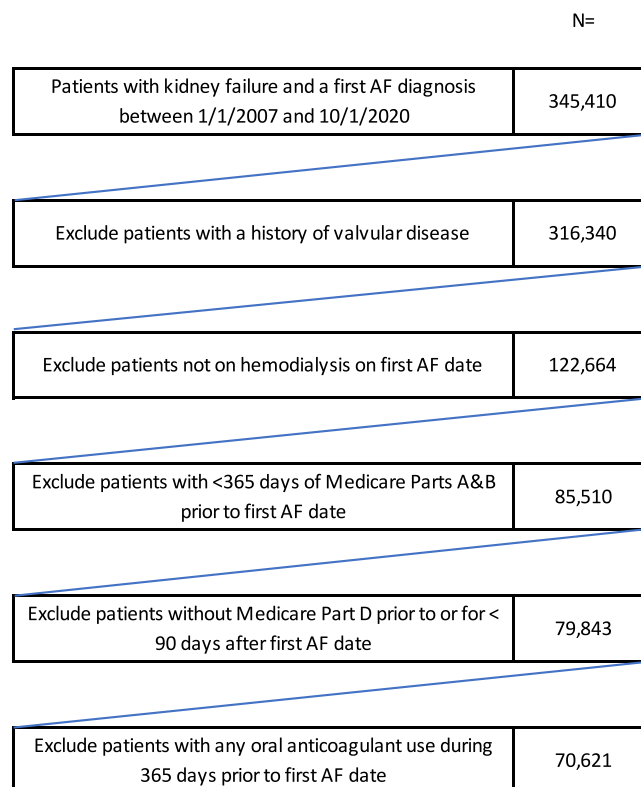 N=
Patients with kidney failure and a first AF diagnosis
between 1/1/2007 and 10/1/2020
345,410
Exclude patients with a history of valvular disease
316,340
Exclude patients not on hemodialysis on first AF date
122,664
Exclude patients with <365 days of Medicare Parts A&B
prior to first AF date
85,510
Exclude patients without Medicare Part D prior to or for <
90 days after first AF date
79,843
Exclude patients with any oral anticoagulant use during
365 days prior to first AF date
70,621